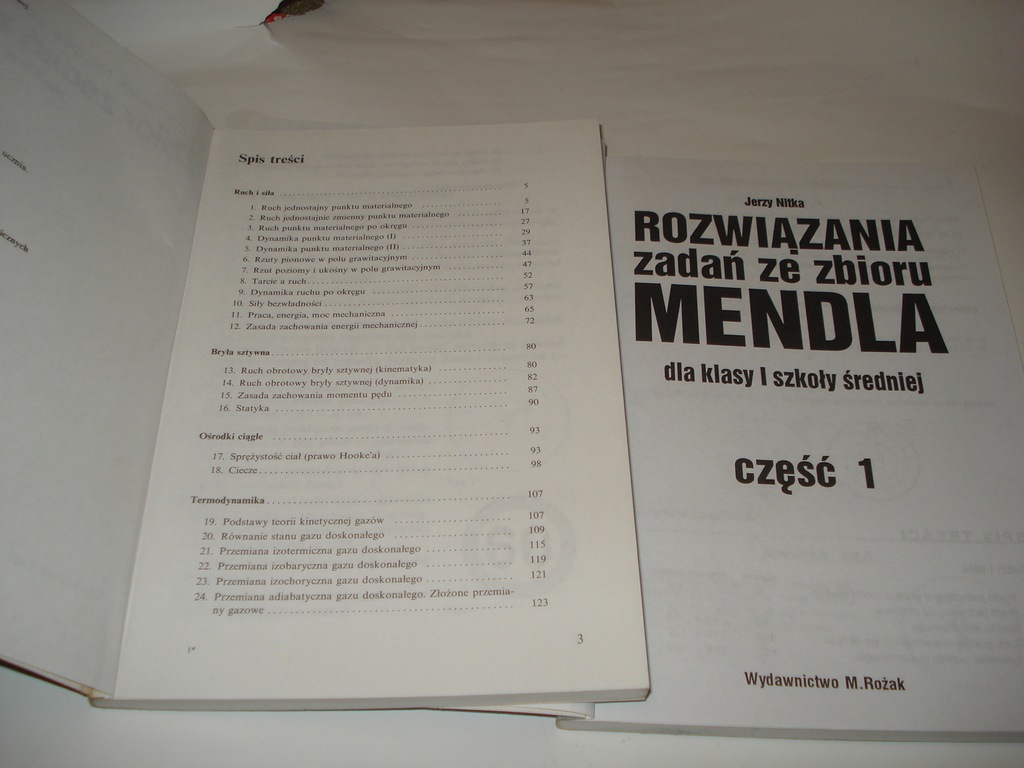 ucznia.
Spis treści
Ruch i siła 5
1. Ruch jednostajny punktu materialnego 5
2. Ruch jednostajnie zmienny punktu materialnego 17
3. Ruch punktu materialnego po okręgu 27
4. Dynamika punktu materialnego (I) 29
5. Dynamika punktu materialnego (II) 37
6. Rzuty pionowe w polu grawitacyjnym 44
7. Rzut poziomy i ukośny w polu grawitacyjnym 47
8. Tarcie a ruch 52
9. Dynamika ruchu po okręgu 57
10. Siły bezwładności 63
11. Praca, energia, moc mechaniczna 65
12. Zasada zachowania energii mechanicznej 72
Bryła sztywna 80
13. Ruch obrotowy bryły sztywnej (kinematyka) 80
14. Ruch obrotowy bryły sztywnej (dynamika) 82
15. Zasada zachowania momentu pędu 87
16. Statyka 90
Ośrodki ciągłe 93
17. Sprężystość ciał (prawo Hooke'a) 93
18. Ciecze 98
Termodynamika 107
19. Podstawy teorii kinetycznej gazów 107
20. Równanie stanu gazu doskonałego 109
21. Przemiana izotermiczna gazu doskonałego 115
22. Przemiana izobaryczna gazu doskonałego 119
23. Przemiana izochoryczna gazu doskonałego 121
24. Przemiana adiabatyczna gazu doskonałego. Złożone przemia-
ny gazowe 123
1*
3
Jerzy Nitka
ROZWIĄZANIA
zadań ze zbioru
MENDLA
dla klasy I szkoły średniej
część 1
Wydawnictwo M.Rożak